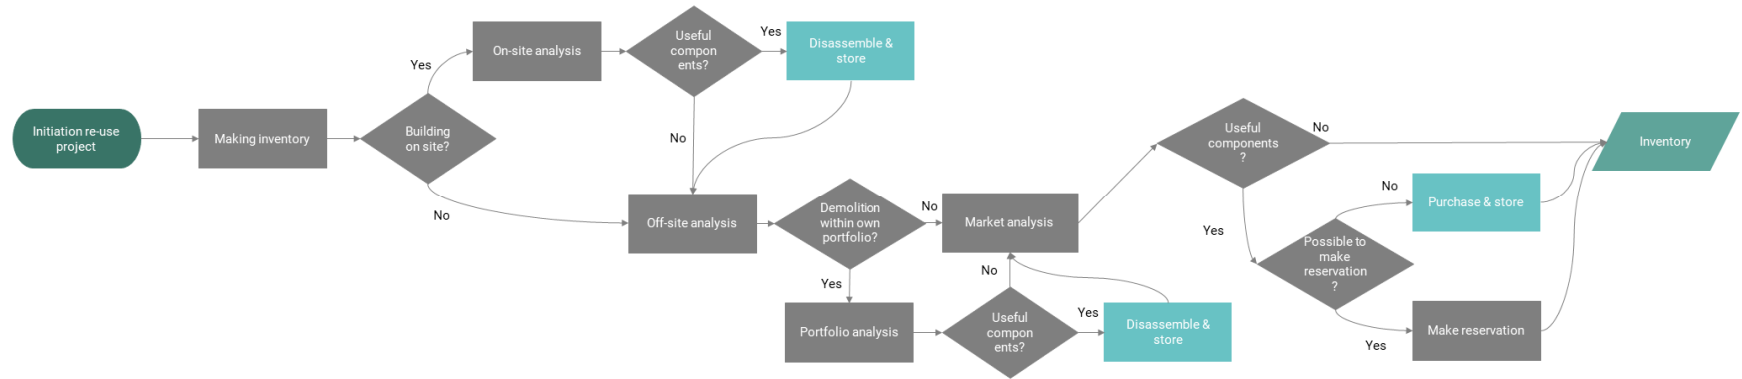 Initiation re-use
project
Making inventory
Building
on site?
Yes
On-site analysis
Useful
compon
ents?
Yes
Disassemble &
store
No
No
Off-site analysis
Demolition
within own
portfolio?
No
Market analysis
Yes
Portfolio analysis
Useful
compon
ents?
No
Yes
Disassemble &
store
Useful
components
?
No
Yes
Possible to
make
reservation
?
No
Purchase & store
Yes
Make reservation
Inventory